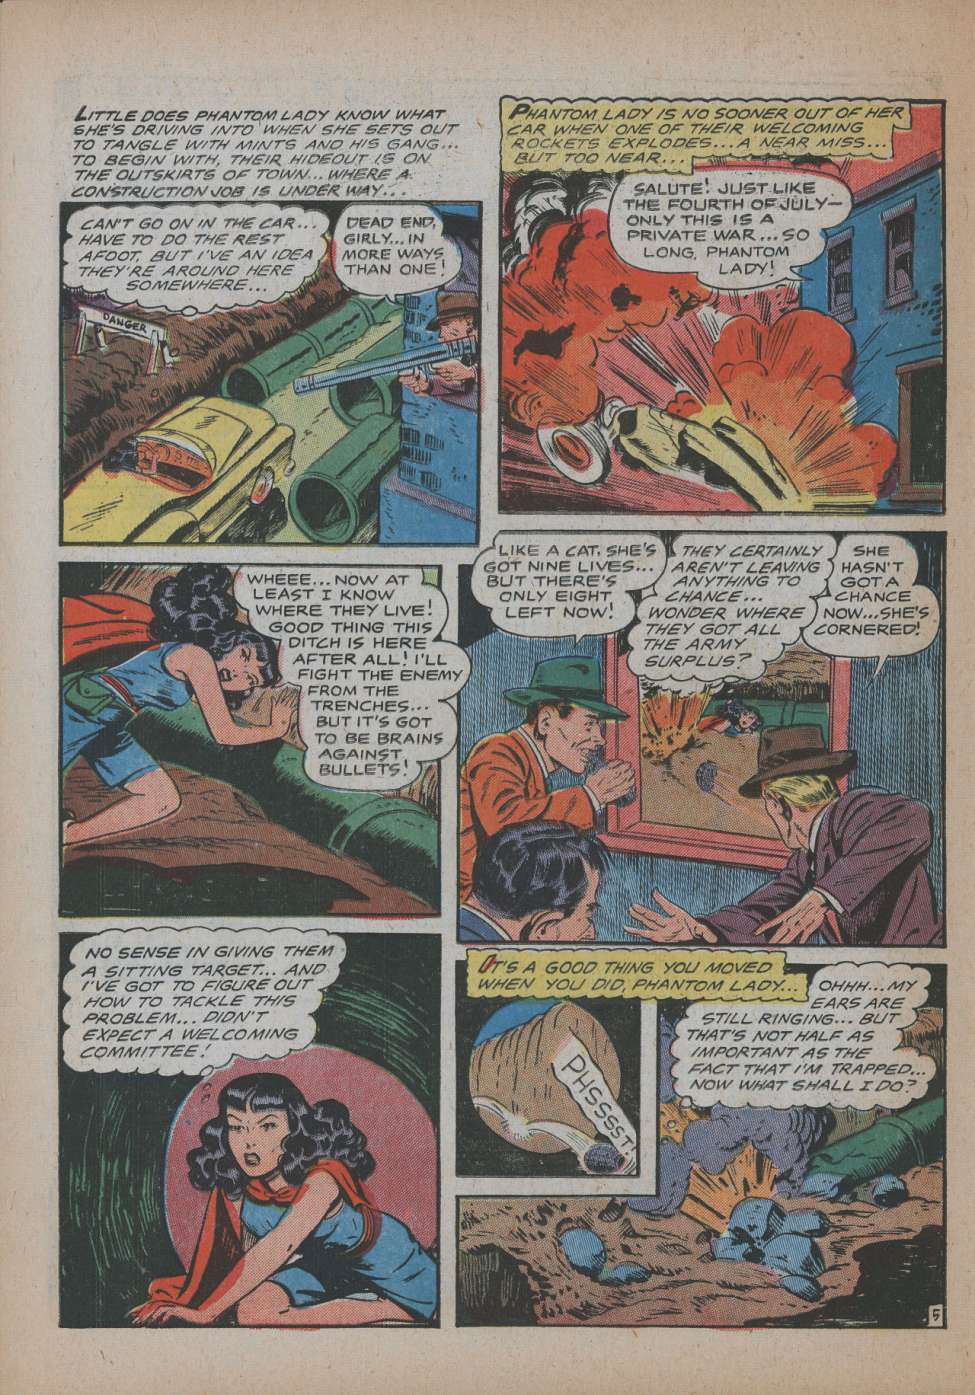 LITTLE DOES PHANTOM LADY KNOW WHAT
SHE'S DRIVING INTO WHEN SHE SETS OUT
TO TANGLE WITH MINTS AND HIS GANG...
TO BEGIN WITH, THEIR HIDEOUT IS ON
THE OUTSKIRTS OF TOWN...WHERE A
CONSTRUCTION JOB IS UNDER WAY...
CAN'T GO ON IN THE CAR...
HAVE TO DO THE REST
AFOOT, BUT I'VE AN IDEA
THEY'RE AROUND HERE
SOMEWHERE...
DEAD END,
GIRLY...IN
MORE WAYS
THAN ONE!
DANGER
PHANTOM LADY IS NO SOONER OUT OF HER
CAR WHEN ONE OF THEIR WELCOMING
ROCKETS EXPLODES...A NEAR MISS...
BUT TOO NEAR...
SALUTE! JUST LIKE
THE FOURTH OF JULY—
ONLY THIS IS A
PRIVATE WAR...SO
LONG, PHANTOM
LADY!
WHEEE...NOW AT
LEAST I KNOW
WHERE THEY LIVE!
GOOD THING THIS
DITCH IS HERE
AFTER ALL! I'LL
FIGHT THE ENEMY
FROM THE
TRENCHES...
BUT IT'S GOT
TO BE BRAINS
AGAINST
BULLETS!
LIKE A CAT, SHE'S
GOT NINE LIVES...
BUT THERE'S
ONLY EIGHT
LEFT NOW!
THEY CERTAINLY
AREN'T LEAVING
ANYTHING TO
CHANCE...
WONDER WHERE
THEY GOT ALL
THE ARMY
SURPLUS?
SHE
HASN'T
GOT A
CHANCE
NOW...SHE'S
CORNERED!
NO SENSE IN GIVING THEM
A SITTING TARGET... AND
I'VE GOT TO FIGURE OUT
HOW TO TACKLE THIS
PROBLEM... DIDN'T
EXPECT A WELCOMING
COMMITTEE!
IT'S A GOOD THING YOU MOVED
WHEN YOU DID, PHANTOM LADY...
PHSSSST!
OHHH...MY
EARS ARE
STILL RINGING... BUT
THAT'S NOT HALF AS
IMPORTANT AS THE
FACT THAT I'M TRAPPED...
NOW WHAT SHALL I DO?
5